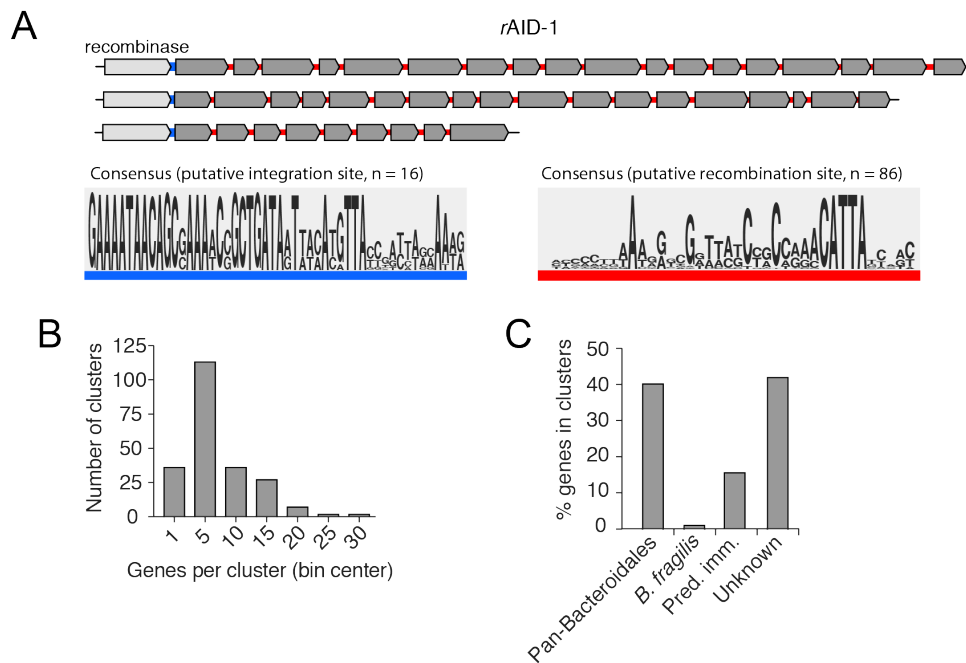 A
rAID-1
recombinase
Consensus (putative integration site, n = 16)
Consensus (putative recombination site, n = 86)
B
Number of clusters
125
100
75
50
25
0
1 5 10 15 20 25 30
Genes per cluster (bin center)
C
% genes in clusters
50
40
30
20
10
0
Pan-Bacteroidales
B. fragilis
Pred. imm.
Unknown